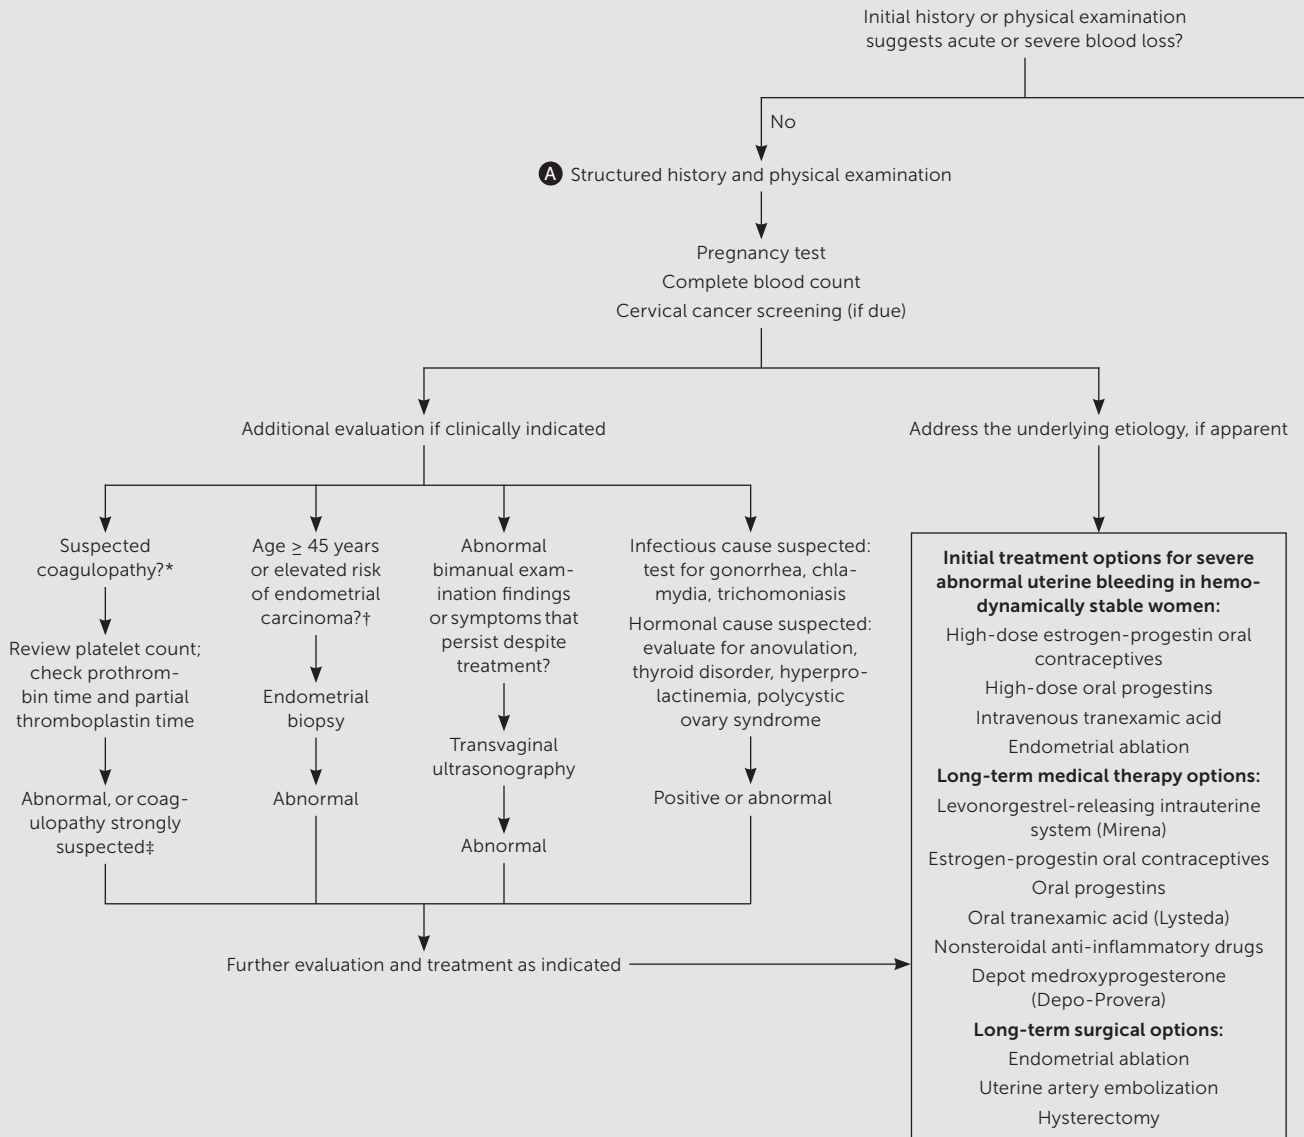 Initial history or physical examination
suggests acute or severe blood loss?
No
A Structured history and physical examination
Pregnancy test
Complete blood count
Cervical cancer screening (if due)
Additional evaluation if clinically indicated
Address the underlying etiology, if apparent
Suspected
coagulopathy?*
Review platelet count;
check prothrom-
bin time and partial
thromboplastin time
Abnormal, or coag-
ulopathy strongly
suspected‡
Age ≥ 45 years
or elevated risk
of endometrial
carcinoma?†
Endometrial
biopsy
Abnormal
Abnormal
bimanual exam-
ination findings
or symptoms that
persist despite
treatment?
Transvaginal
ultrasonography
Abnormal
Infectious cause suspected:
test for gonorrhea, chla-
mydia, trichomoniasis
Hormonal cause suspected:
evaluate for anovulation,
thyroid disorder, hyperpro-
lactinemia, polycystic
ovary syndrome
Positive or abnormal
Further evaluation and treatment as indicated
Initial treatment options for severe
abnormal uterine bleeding in hemo-
dynamically stable women:
High-dose estrogen-progestin oral
contraceptives
High-dose oral progestins
Intravenous tranexamic acid
Endometrial ablation
Long-term medical therapy options:
Levonorgestrel-releasing intrauterine
system (Mirena)
Estrogen-progestin oral contraceptives
Oral progestins
Oral tranexamic acid (Lysteda)
Nonsteroidal anti-inflammatory drugs
Depot medroxyprogesterone
(Depo-Provera)
Long-term surgical options:
Endometrial ablation
Uterine artery embolization
Hysterectomy